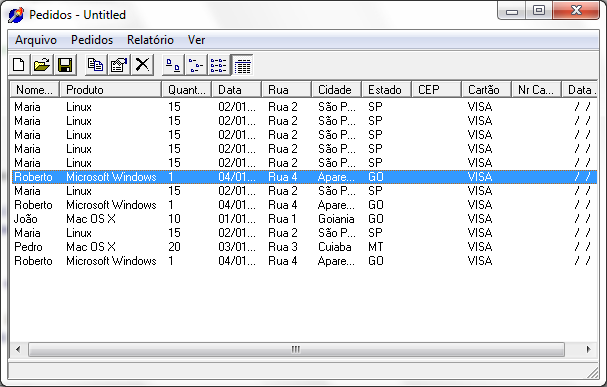 Pedidos - Untitled
Arquivo Pedidos Relatório Ver
Nome... Produto Quant... Data Rua Cidade Estado CEP Cartão Nr Ca... Data .
Maria Linux 15 02/01... Rua 2 São P... SP VISA / /
Maria Linux 15 02/01... Rua 2 São P... SP VISA / /
Maria Linux 15 02/01... Rua 2 São P... SP VISA / /
Maria Linux 15 02/01... Rua 2 São P... SP VISA / /
Maria Linux 15 02/01... Rua 2 São P... SP VISA / /
Roberto Microsoft Windows 1 04/01... Rua 4 Apare... GO VISA / /
Maria Linux 15 02/01... Rua 2 São P... SP VISA / /
Roberto Microsoft Windows 1 04/01... Rua 4 Apare... GO VISA / /
João Mac OS X 10 01/01... Rua 1 Goiania GO VISA / /
Maria Linux 15 02/01... Rua 2 São P... SP VISA / /
Pedro Mac OS X 20 03/01... Rua 3 Cuiaba MT VISA / /
Roberto Microsoft Windows 1 04/01... Rua 4 Apare... GO VISA / /